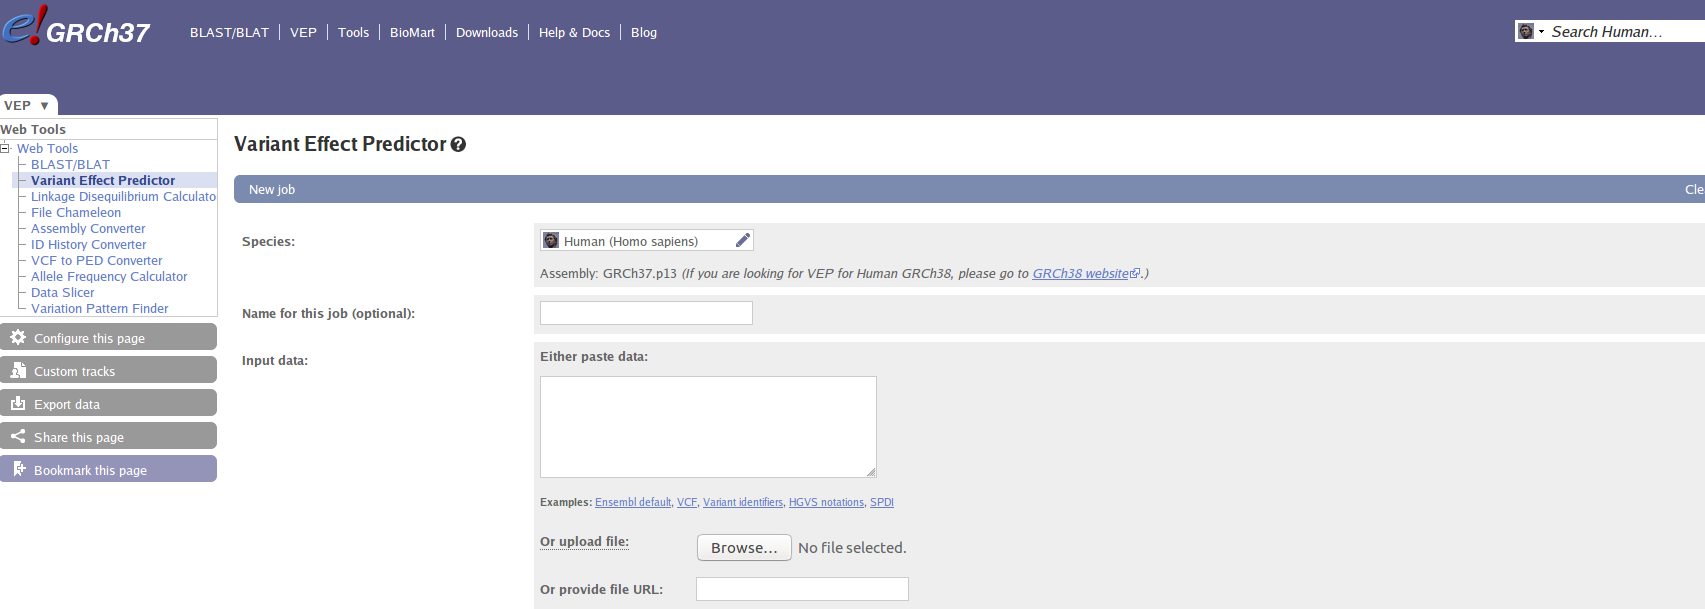 e! GRCh37
BLAST/BLAT VEP Tools BioMart Downloads Help & Docs Blog
Search Human...
VEP ▼
Web Tools
Web Tools
BLAST/BLAT
Variant Effect Predictor
Linkage Disequilibrium Calculato
File Chameleon
Assembly Converter
ID History Converter
VCF to PED Converter
Allele Frequency Calculator
Data Slicer
Variation Pattern Finder
Configure this page
Custom tracks
Export data
Share this page
Bookmark this page
Variant Effect Predictor ?
New job Cle
Species: Human (Homo sapiens)
Assembly: GRCh37.p13 (If you are looking for VEP for Human GRCh38, please go to GRCh38 website.)
Name for this job (optional):
Input data: Either paste data:
Examples: Ensembl default, VCF, Variant identifiers, HGVS notations, SPDI
Or upload file: Browse... No file selected.
Or provide file URL: